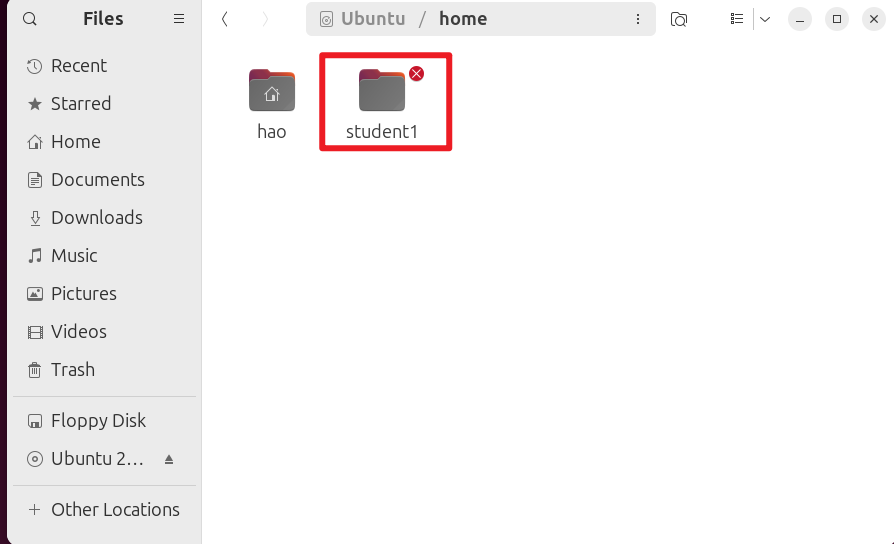 Files
Ubuntu / home
Recent
Starred
Home
Documents
Downloads
Music
Pictures
Videos
Trash
Floppy Disk
Ubuntu 2...
Other Locations
hao
student1